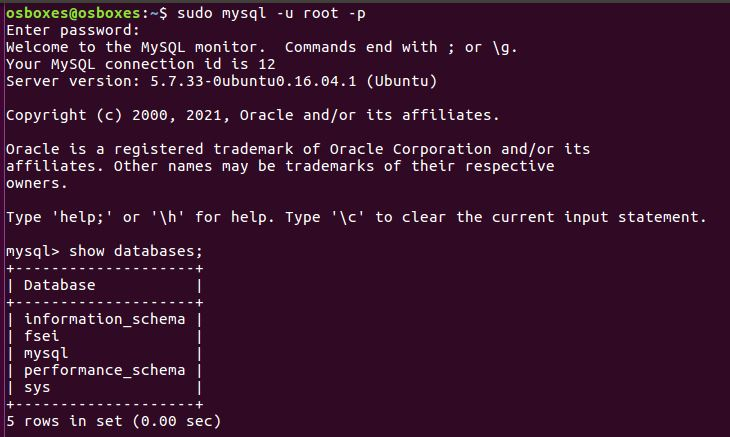 osboxes@osboxes:~$ sudo mysql -u root -p
Enter password:
Welcome to the MySQL monitor.  Commands end with ; or \g.
Your MySQL connection id is 12
Server version: 5.7.33-0ubuntu0.16.04.1 (Ubuntu)

Copyright (c) 2000, 2021, Oracle and/or its affiliates.

Oracle is a registered trademark of Oracle Corporation and/or its
affiliates. Other names may be trademarks of their respective
owners.

Type 'help;' or '\h' for help. Type '\c' to clear the current input statement.

mysql> show databases;
+--------------------+
| Database           |
+--------------------+
| information_schema |
| fsei               |
| mysql              |
| performance_schema |
| sys                |
+--------------------+
5 rows in set (0.00 sec)